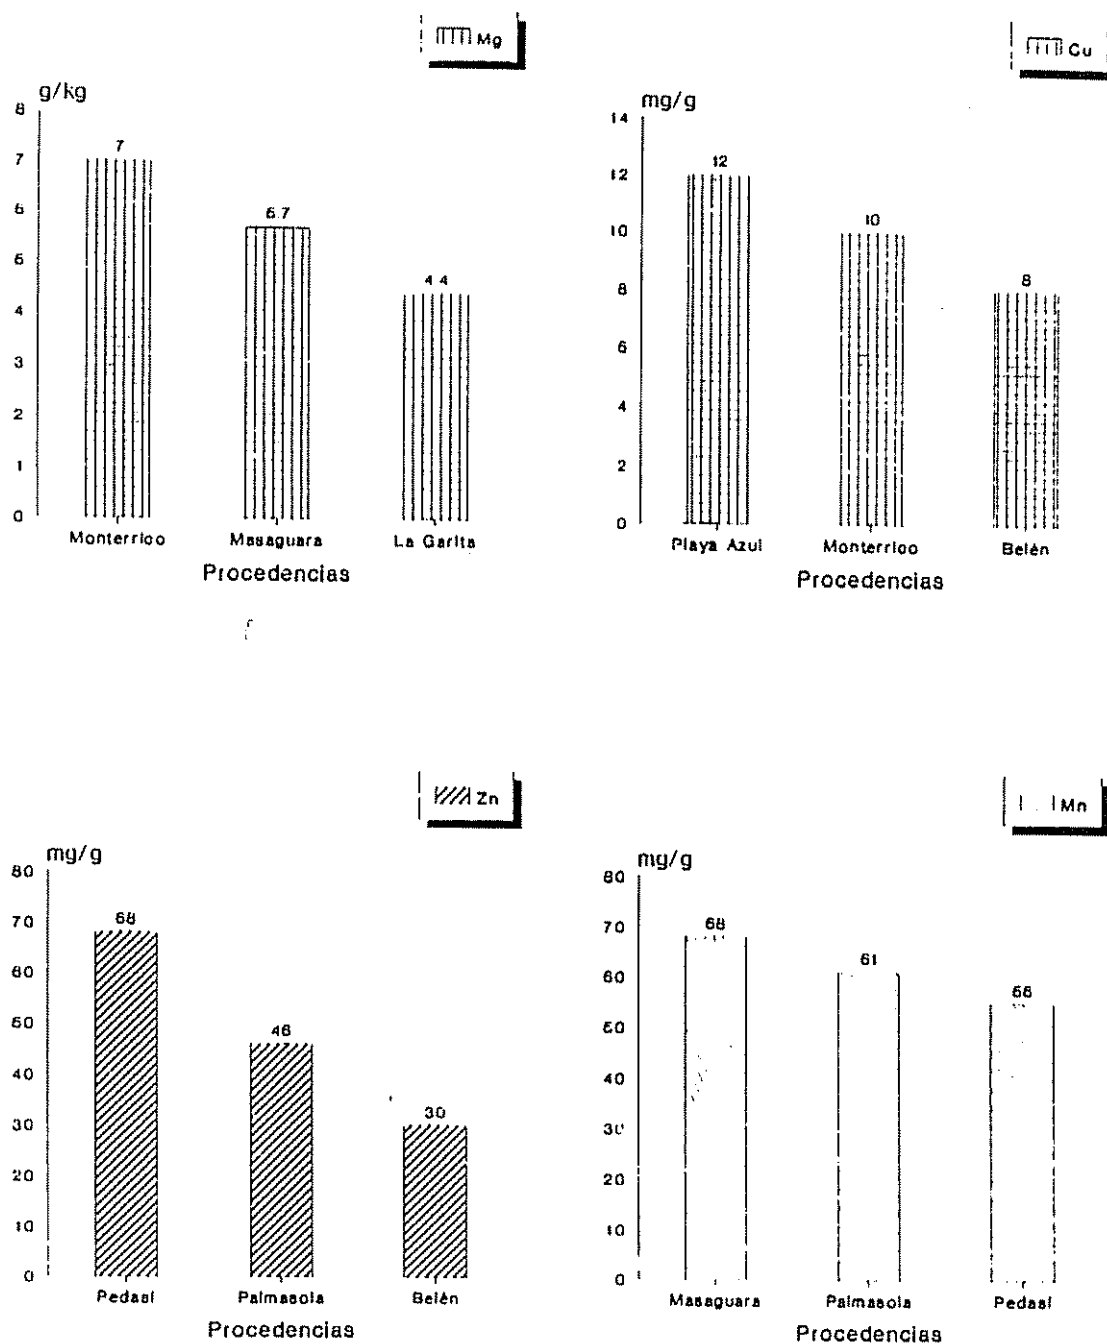 Mg
g/kg
8
7
6
5
4
3
2
1
0
7
5.7
4.4
Monterrico
Masaguara
La Garita
Procedencias
Cu
mg/g
14
12
10
8
6
4
2
0
12
10
8
Playa Azul
Monterrico
Belén
Procedencias
Zn
mg/g
80
70
60
50
40
30
20
10
0
68
46
30
Pedasí
Palmasola
Belén
Procedencias
Mn
mg/g
80
70
60
50
40
30
20
10
0
68
61
55
Masaguara
Palmasola
Pedasí
Procedencias